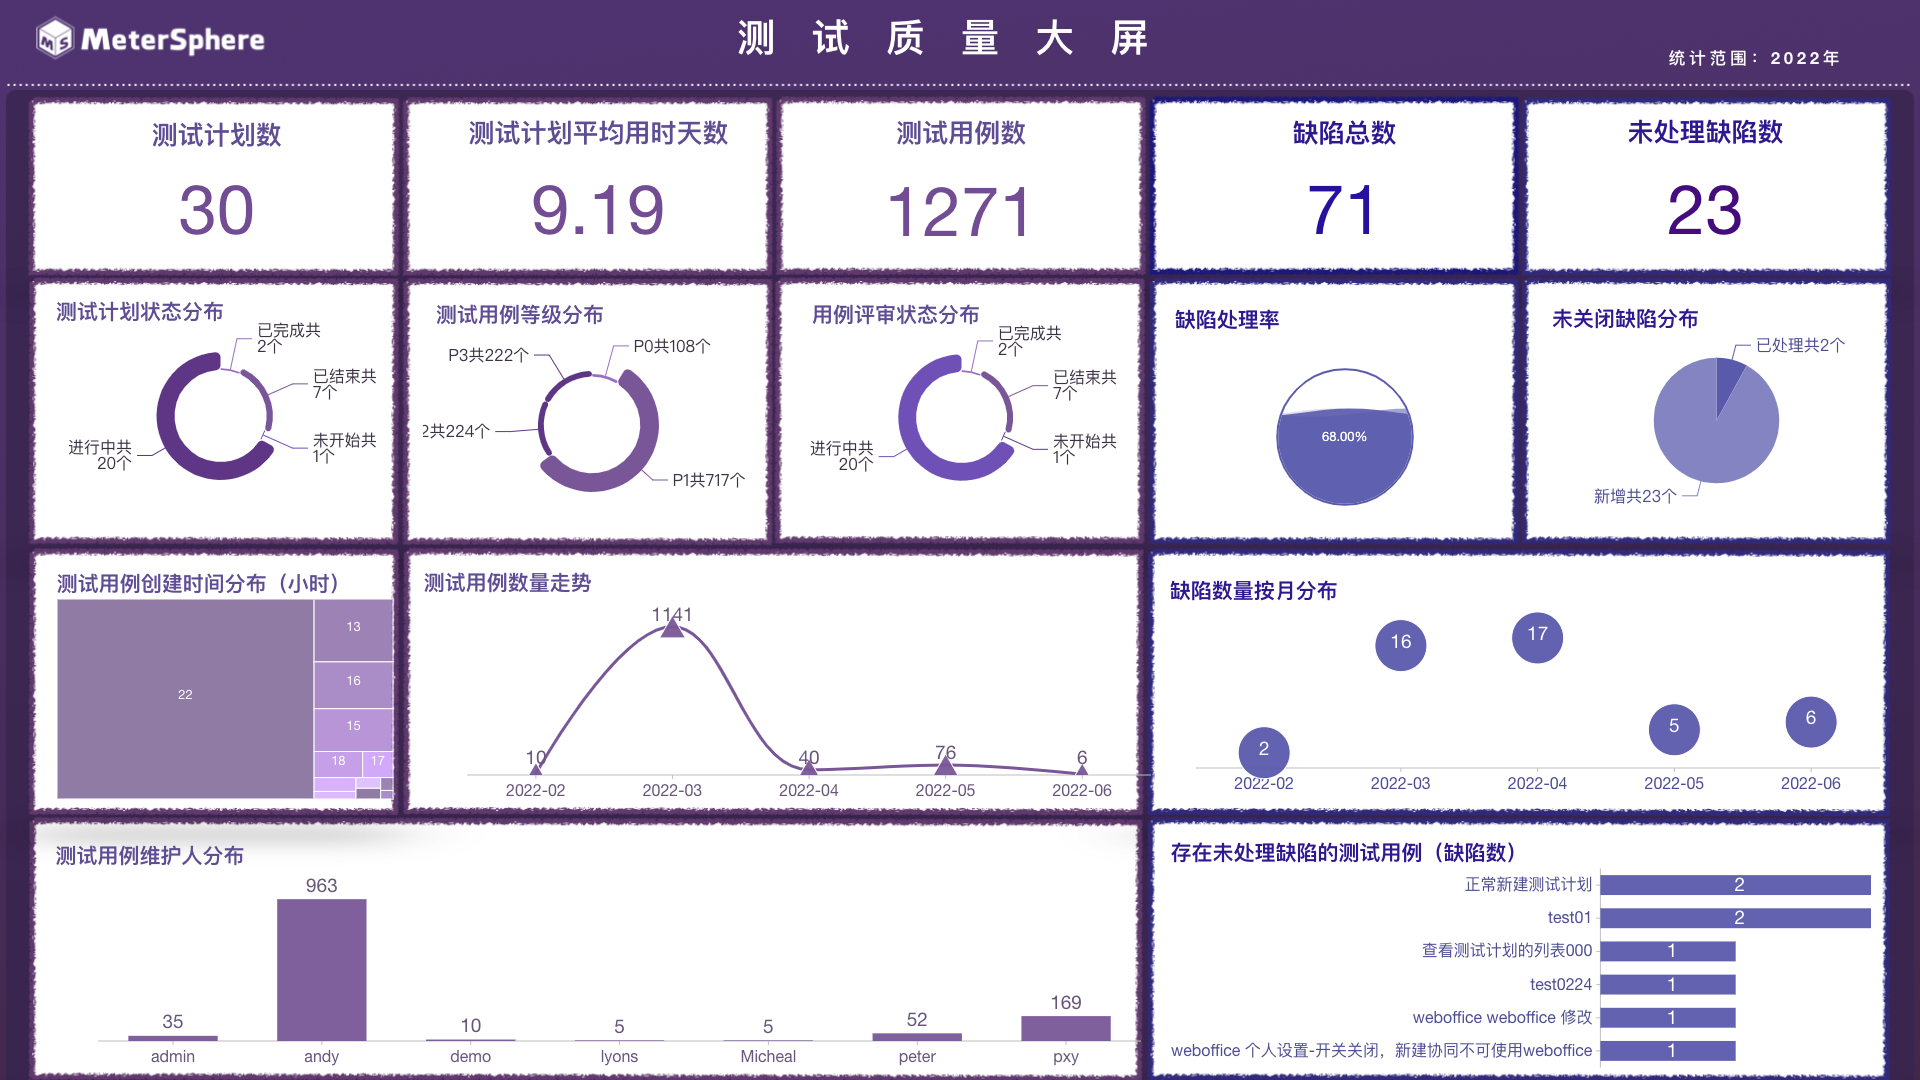 MeterSphere
测试质量大屏
统计范围：2022年
测试计划数
30
测试计划平均用时天数
9.19
测试用例数
1271
缺陷总数
71
未处理缺陷数
23
测试计划状态分布
已完成共
2个
已结束共
7个
未开始共
1个
进行中共
20个
测试用例等级分布
P3共222个
P0共108个
2共224个
P1共717个
用例评审状态分布
已完成共
2个
已结束共
7个
未开始共
1个
进行中共
20个
缺陷处理率
68.00%
未关闭缺陷分布
已处理共2个
新增共23个
测试用例创建时间分布（小时）
22
13
16
15
18
17
测试用例数量走势
10
1141
40
76
6
2022-02
2022-03
2022-04
2022-05
2022-06
缺陷数量按月分布
2
16
17
5
6
2022-02
2022-03
2022-04
2022-05
2022-06
测试用例维护人分布
35
963
10
5
5
52
169
admin
andy
demo
lyons
Micheal
peter
pxy
存在未处理缺陷的测试用例（缺陷数）
正常新建测试计划
2
test01
2
查看测试计划的列表000
1
test0224
1
weboffice weboffice 修改
1
weboffice 个人设置-开关关闭，新建协同不可使用weboffice
1